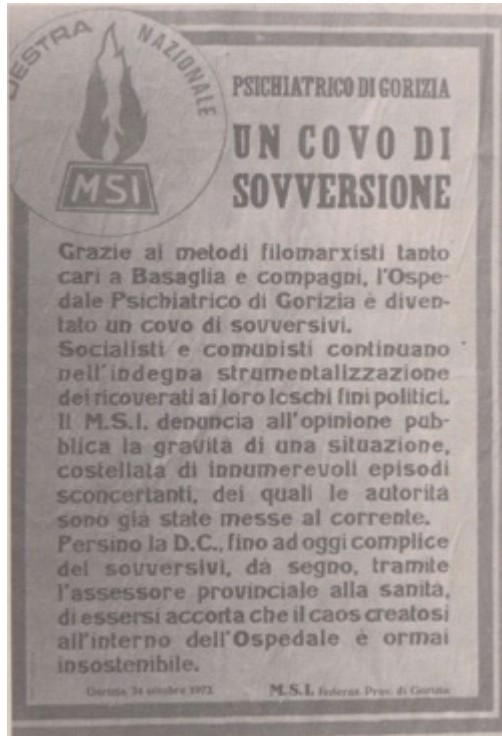 DESTRA NAZIONALE
MSI
PSICHIATRICO DI GORIZIA
UN COVO DI
SOVVERSIONE
Grazie ai metodi filomarxisti tanto
cari a Basaglia e compagni, l'Ospe-
dale Psichiatrico di Gorizia è diven-
tato un covo di sovversivi.
Socialisti e comunisti continuano
nell'indegna strumentalizzazione
dei ricoverati ai loro loschi fini politici.
Il M.S.I. denuncia all'opinione pub-
blica la gravità di una situazione,
costellata di innumerevoli episodi
sconcertanti, dei quali le autorità
sono già state messe al corrente.
Persino la D.C., fino ad oggi complice
dei sovversivi, dà segno, tramite
l'assessore provinciale alla sanità,
di essersi accorta che il caos creatosi
all'interno dell'Ospedale è ormai
insostenibile.
Gorizia, 24 ottobre 1972 M.S.I. Federaz. Prov. di Gorizia